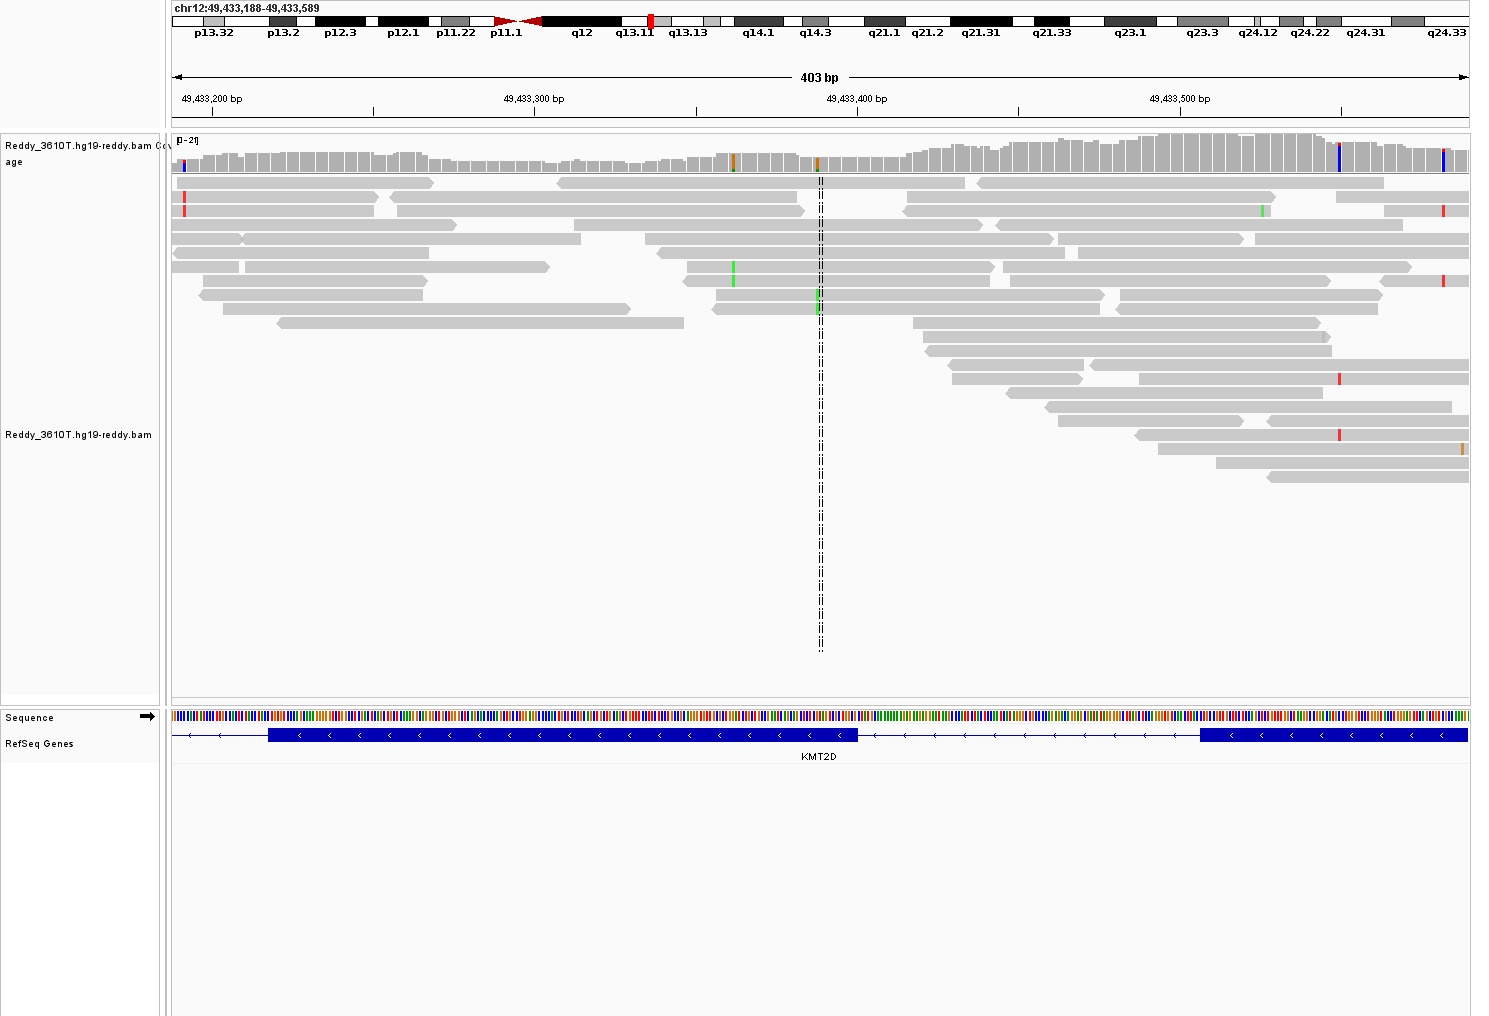 chr12:49,433,188-49,433,589
p13.32 p13.2 p12.3 p12.1 p11.22 p11.1 q12 q13.11 q13.13 q14.1 q14.3 q21.1 q21.2 q21.31 q21.33 q23.1 q23.3 q24.12 q24.22 q24.31 q24.33
403 bp
49,433,200 bp 49,433,300 bp 49,433,400 bp 49,433,500 bp
[0-21]
Reddy_3610T.hg19-reddy.bam Cov
age
Reddy_3610T.hg19-reddy.bam
Sequence
RefSeq Genes
KMT2D